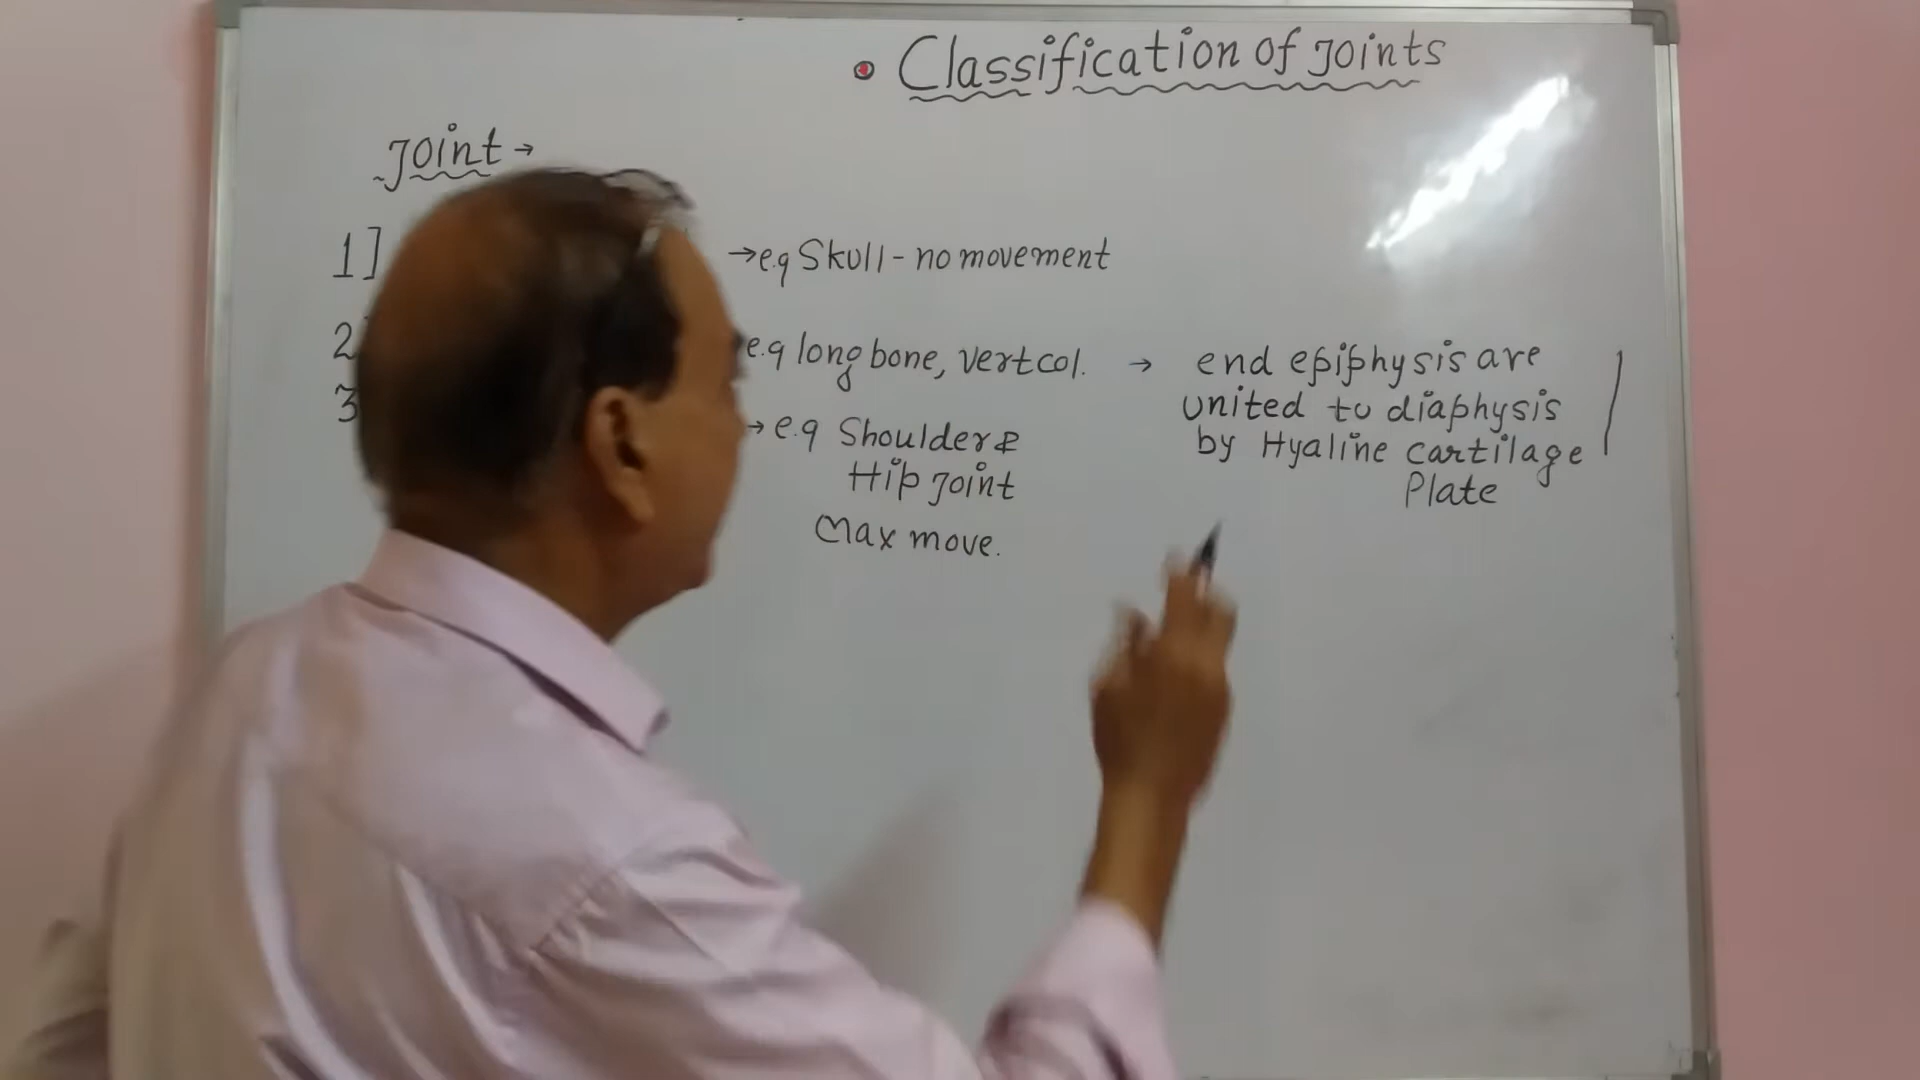 • Classification of Joints
Joint →
1] → e.g Skull - no movement
2 e.g long bone, vert col. → end epiphysis are
united to diaphysis
by Hyaline cartilage
Plate
3 → e.g Shoulder &
Hip Joint
Max move.